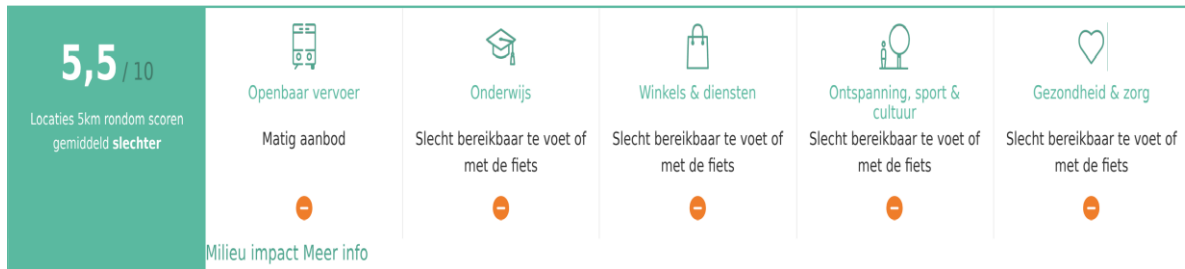 5,5 / 10
Locaties 5km rondom scoren
gemiddeld slechter
Openbaar vervoer
Matig aanbod
Onderwijs
Slecht bereikbaar te voet of
met de fiets
Winkels & diensten
Slecht bereikbaar te voet of
met de fiets
Ontspanning, sport &
cultuur
Slecht bereikbaar te voet of
met de fiets
Gezondheid & zorg
Slecht bereikbaar te voet of
met de fiets
Milieu impact Meer info